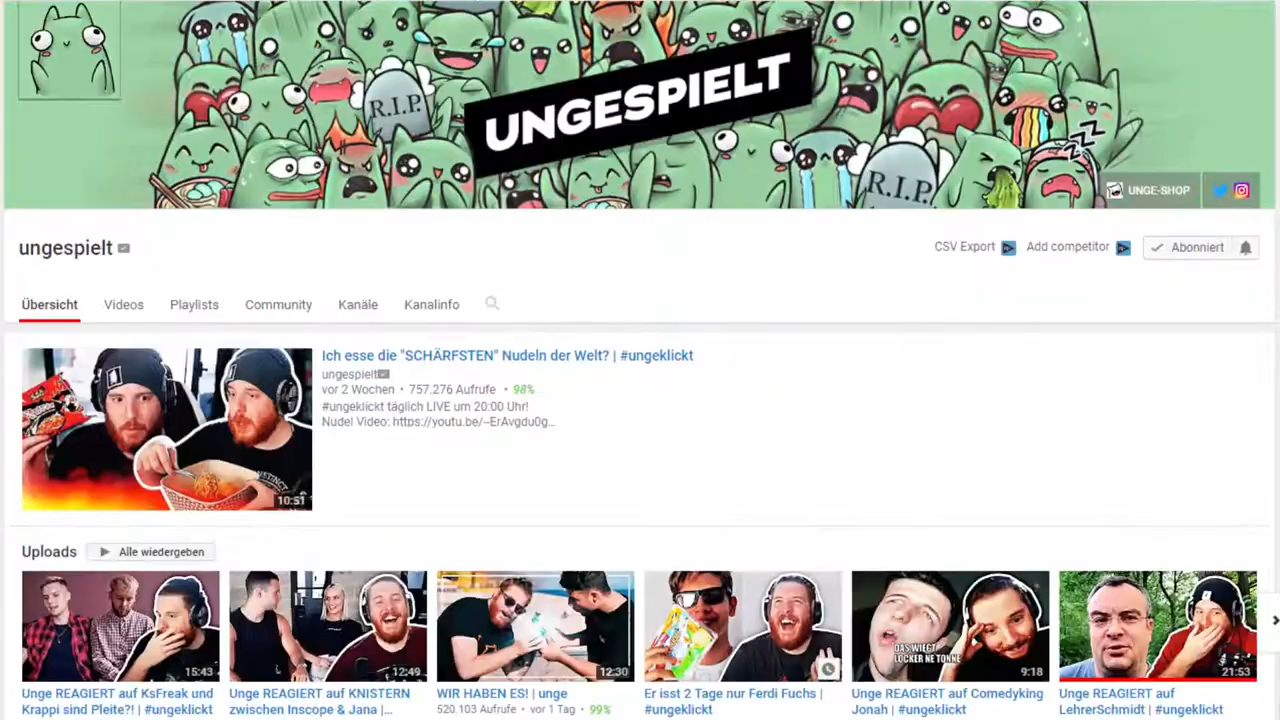 R.I.P.
UNGESPIELT
R.I.P.
ZZZ
UNGE-SHOP
ungespielt
CSV Export
Add competitor
Abonniert
Übersicht
Videos
Playlists
Community
Kanäle
Kanalinfo
Ich esse die "SCHÄRFSTEN" Nudeln der Welt? | #ungeklickt
ungespielt
vor 2 Wochen • 757.276 Aufrufe • 98%
#ungeklickt täglich LIVE um 20:00 Uhr!
Nudel Video: https://youtu.be/--ErAvgdu0g...
10:51
Uploads
Alle wiedergeben
15:43
12:49
12:30
DAS WIEGT
LOCKER NE TONNE
9:18
21:53
Unge REAGIERT auf KsFreak und
Krappi sind Pleite?! | #ungeklickt
Unge REAGIERT auf KNISTERN
zwischen Inscope & Jana |...
WIR HABEN ES! | unge
520.103 Aufrufe • vor 1 Tag • 99%
Er isst 2 Tage nur Ferdi Fuchs |
#ungeklickt
Unge REAGIERT auf Comedyking
Jonah | #ungeklickt
Unge REAGIERT auf
LehrerSchmidt | #ungeklickt